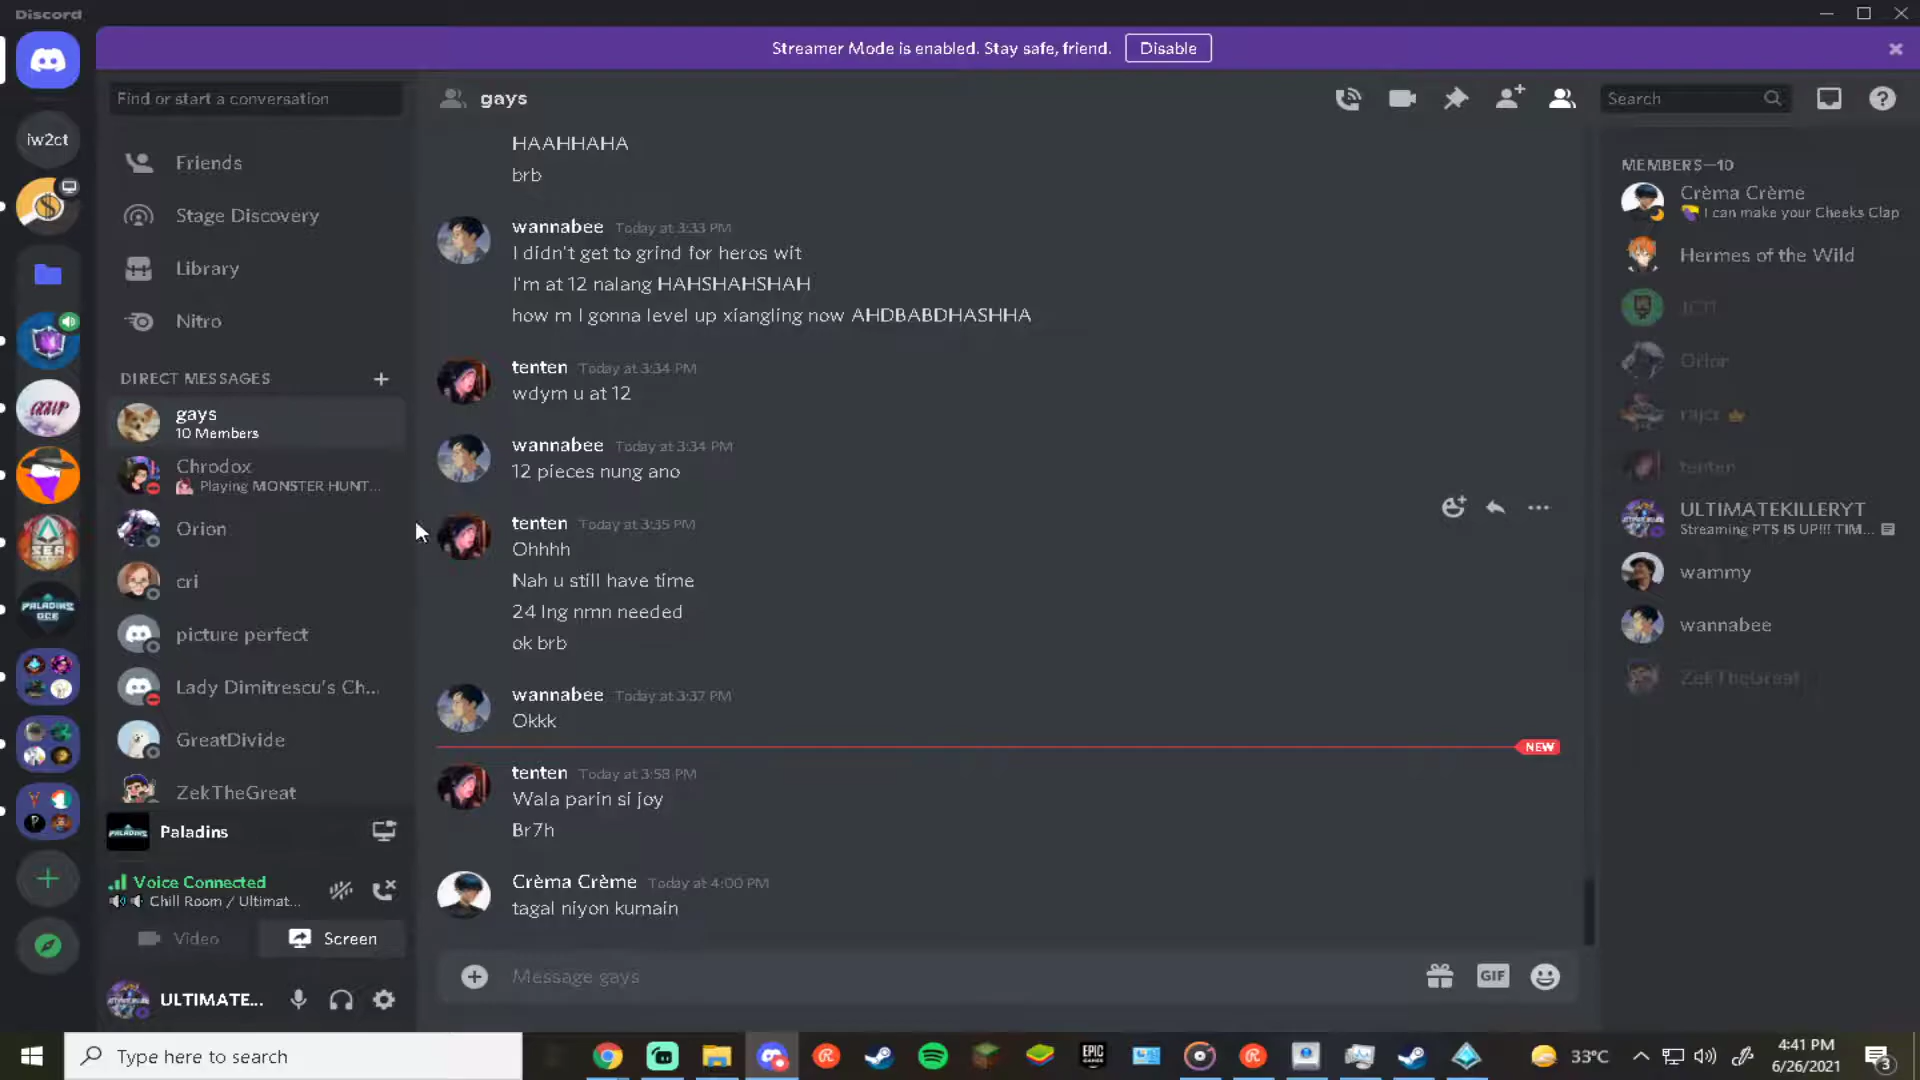 Discord
Streamer Mode is enabled. Stay safe, friend.
Disable
Find or start a conversation
gays
Search
iw2ct
Friends
Stage Discovery
Library
Nitro
DIRECT MESSAGES
gays
10 Members
Chrodox
Playing MONSTER HUNT...
Orion
cri
picture perfect
Lady Dimitrescu's Ch...
GreatDivide
ZekTheGreat
Paladins
Voice Connected
Chill Room / Ultimat...
Video
Screen
ULTIMATE...
HAAHHAHA
brb
wannabee Today at 3:33 PM
I didn't get to grind for heros wit
I'm at 12 nalang HAHSHAHSHAH
how m I gonna level up xiangling now AHDBABDHASHHA
tenten Today at 3:34 PM
wdym u at 12
wannabee Today at 3:34 PM
12 pieces nung ano
tenten Today at 3:35 PM
Ohhhh
Nah u still have time
24 lng nmn needed
ok brb
wannabee Today at 3:37 PM
Okkk
NEW
tenten Today at 3:58 PM
Wala parin si joy
Br7h
Crèma Crème Today at 4:00 PM
tagal niyon kumain
Message gays
GIF
MEMBERS—10
Crèma Crème
I can make your Cheeks Clap
Hermes of the Wild
Orion
tenten
ULTIMATEKILLERYT
Streaming PTS IS UP!!! TIM...
wammy
wannabee
ZekTheGreat
PALADINS
OCE
SEA
Type here to search
EPIC
GAMES
33°C
4:41 PM
6/26/2021
3